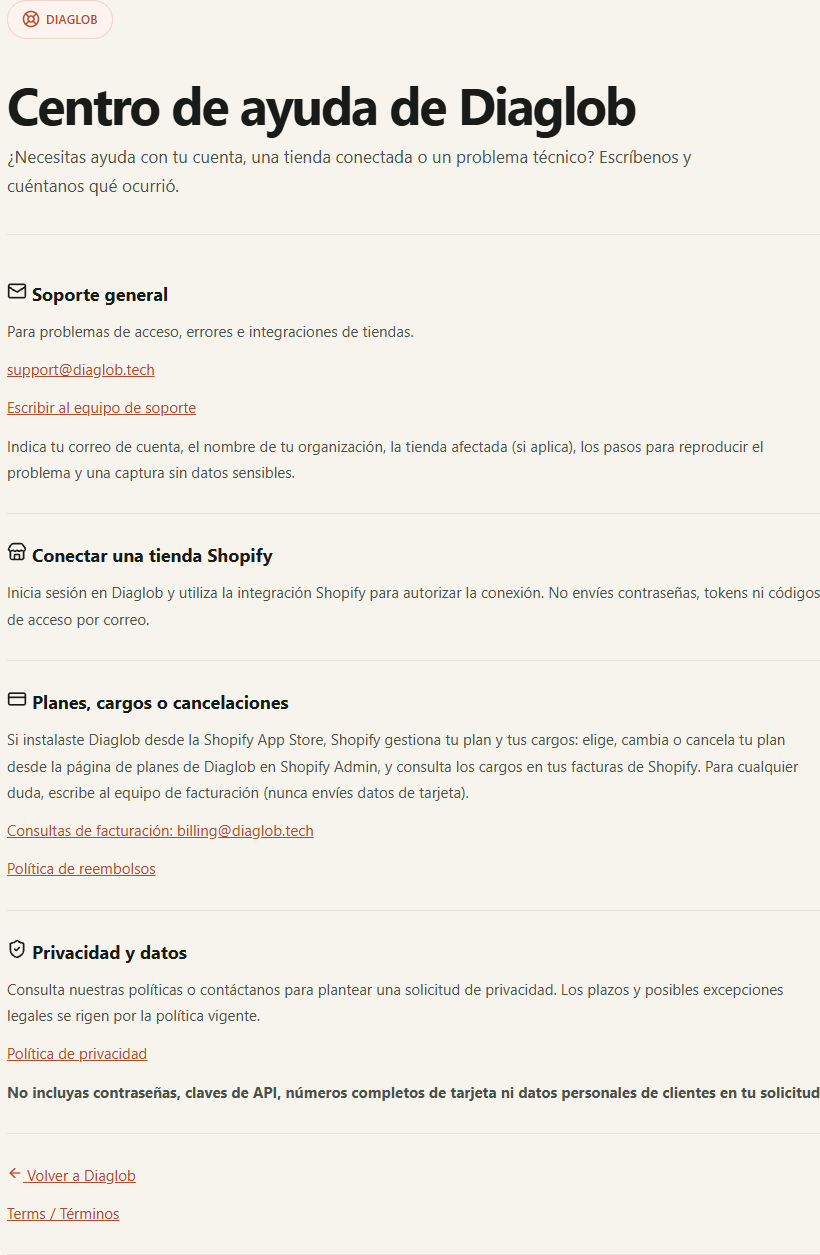 DIAGLOB
Centro de ayuda de Diaglob
¿Necesitas ayuda con tu cuenta, una tienda conectada o un problema técnico? Escríbenos y
cuéntanos qué ocurrió.
Soporte general
Para problemas de acceso, errores e integraciones de tiendas.
support@diaglob.tech
Escribir al equipo de soporte
Indica tu correo de cuenta, el nombre de tu organización, la tienda afectada (si aplica), los pasos para reproducir el
problema y una captura sin datos sensibles.
Conectar una tienda Shopify
Inicia sesión en Diaglob y utiliza la integración Shopify para autorizar la conexión. No envíes contraseñas, tokens ni códigos
de acceso por correo.
Planes, cargos o cancelaciones
Si instalaste Diaglob desde la Shopify App Store, Shopify gestiona tu plan y tus cargos: elige, cambia o cancela tu plan
desde la página de planes de Diaglob en Shopify Admin, y consulta los cargos en tus facturas de Shopify. Para cualquier
duda, escribe al equipo de facturación (nunca envíes datos de tarjeta).
Consultas de facturación: billing@diaglob.tech
Política de reembolsos
Privacidad y datos
Consulta nuestras políticas o contáctanos para plantear una solicitud de privacidad. Los plazos y posibles excepciones
legales se rigen por la política vigente.
Política de privacidad
No incluyas contraseñas, claves de API, números completos de tarjeta ni datos personales de clientes en tu solicitud
← Volver a Diaglob
Terms / Términos